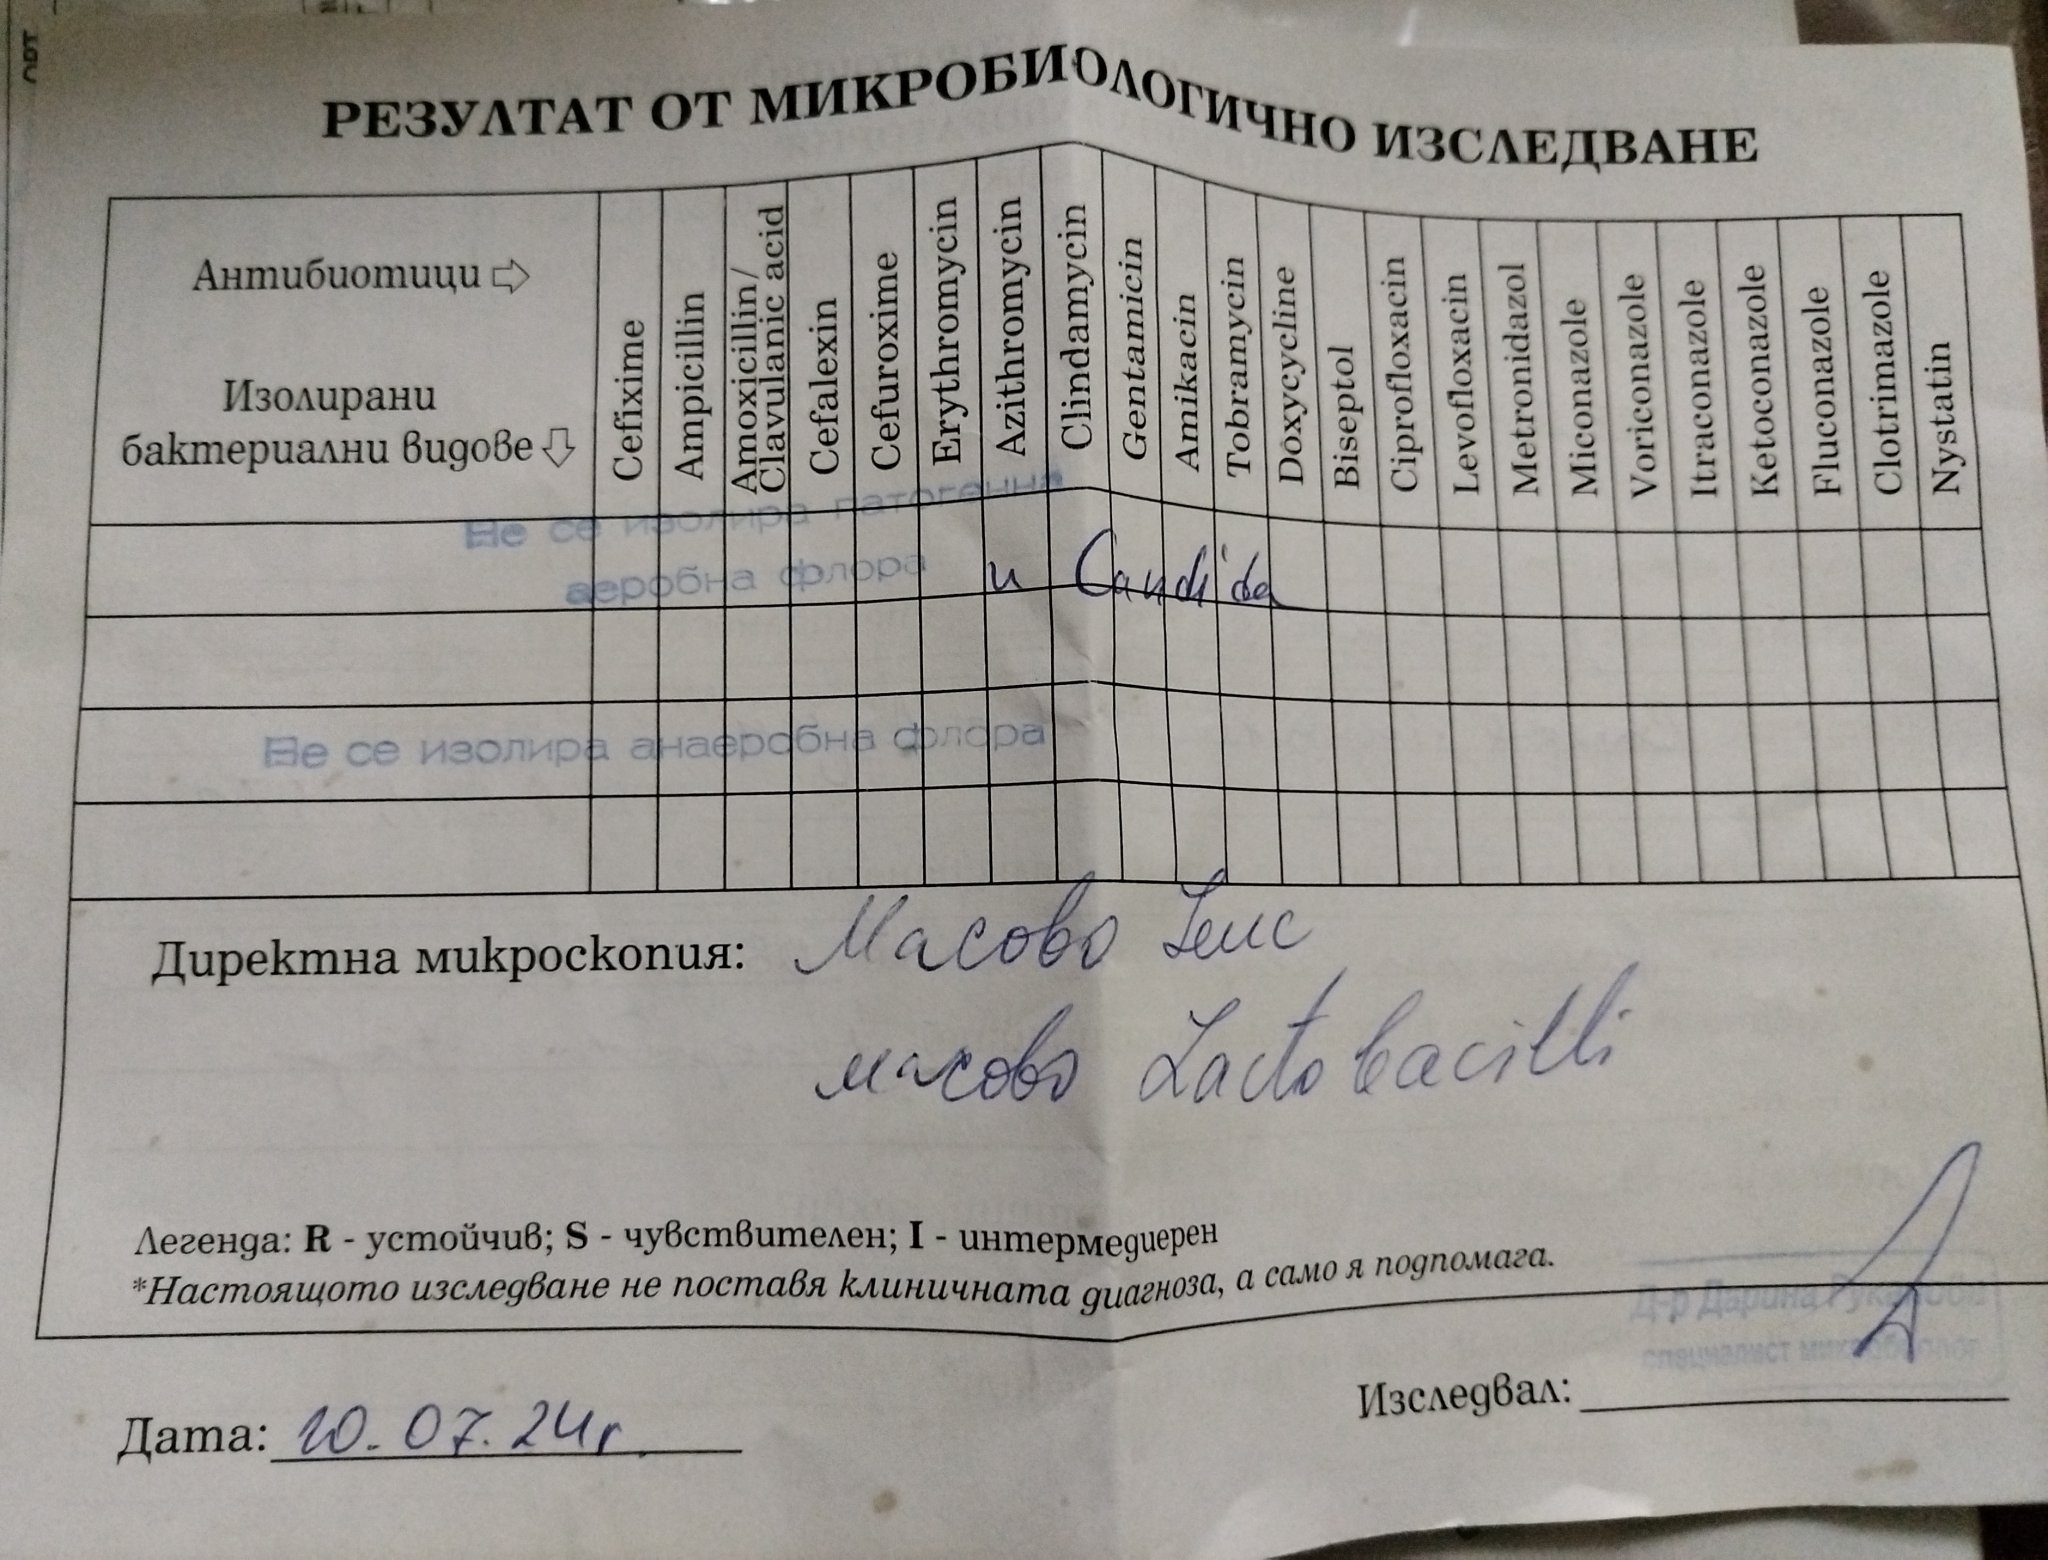 РЕЗУЛТАТ ОТ МИКРОБИОЛОГИЧНО ИЗСЛЕДВАНЕ
Антибиотици
Изолирани
бактериални видове
Cefixime
Ampicillin
Amoxicillin/
Clavulanic acid
Cefalexin
Cefuroxime
Erythromycin
Azithromycin
Clindamycin
Gentamicin
Amikacin
Tobramycin
Doxycycline
Biseptol
Ciprofloxacin
Levofloxacin
Metronidazol
Miconazole
Voriconazole
Itraconazole
Ketoconazole
Fluconazole
Clotrimazole
Nystatin
Не се изолира патогенна
аеробна флора и Candida
Не се изолира анаеробна флора
Директна микроскопия: Масово Leuc
масово Lactobacilli
Легенда: R - устойчив; S - чувствителен; I - интермедиерен
*Настоящото изследване не поставя клиничната диагноза, а само я подпомага.
Д-р Дарина
специалист микробиолог
Изследвал:
Дата: 10.07.24г.